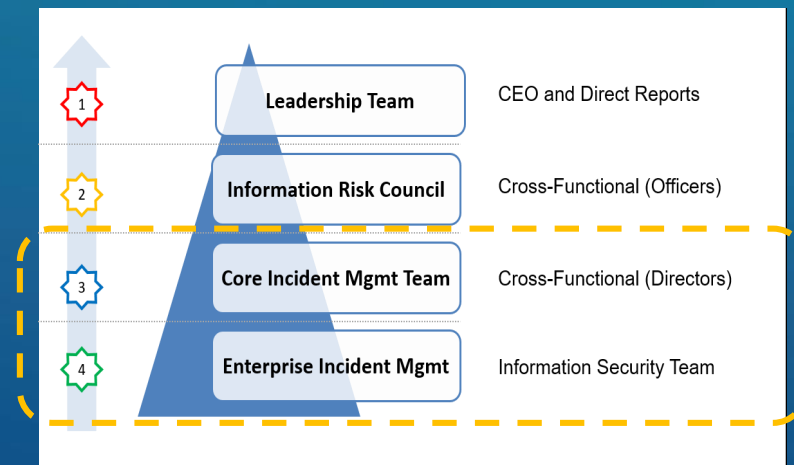 1
Leadership Team
CEO and Direct Reports
2
Information Risk Council
Cross-Functional (Officers)
3
Core Incident Mgmt Team
Cross-Functional (Directors)
4
Enterprise Incident Mgmt
Information Security Team